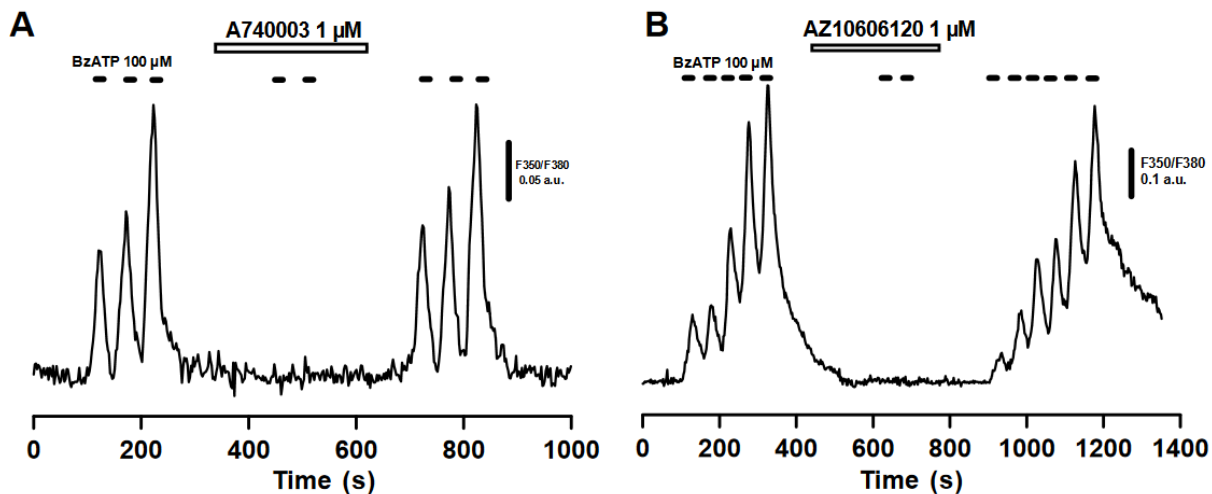 A
A740003 1 µM
BzATP 100 µM
F350/F380
0.05 a.u.
0 200 400 600 800 1000
Time (s)
B
AZ10606120 1 µM
BzATP 100 µM
F350/F380
0.1 a.u.
0 200 400 600 800 1000 1200 1400
Time (s)